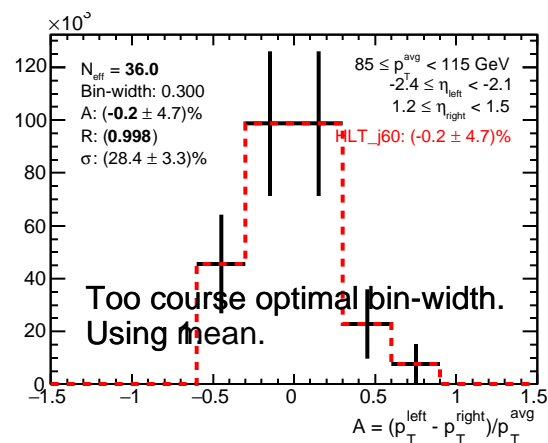 ×10³
N_eff = 36.0
Bin-width: 0.300
A: (-0.2 ± 4.7)%
R: (0.998)
σ: (28.4 ± 3.3)%
85 ≤ p_T^avg < 115 GeV
-2.4 ≤ η_left < -2.1
1.2 ≤ η_right < 1.5
HLT_j60: (-0.2 ± 4.7)%
Too course optimal bin-width.
Using mean.
120
100
80
60
40
20
0
−1.5 −1 −0.5 0 0.5 1 1.5
A = (p_T^left - p_T^right)/p_T^avg